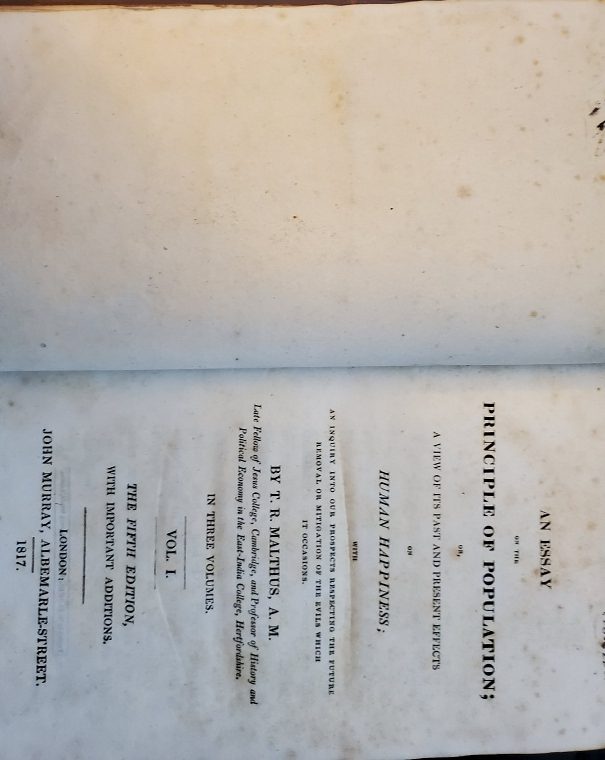 AN ESSAY
ON THE
PRINCIPLE OF POPULATION;
OR,
A VIEW OF ITS PAST AND PRESENT EFFECTS
ON
HUMAN HAPPINESS;
WITH
AN INQUIRY INTO OUR PROSPECTS RESPECTING THE FUTURE
REMOVAL OR MITIGATION OF THE EVILS WHICH
IT OCCASIONS.
BY T. R. MALTHUS, A. M.
Late Fellow of Jesus College, Cambridge, and Professor of History and
Political Economy in the East-India College, Hertfordshire.
IN THREE VOLUMES.
VOL. I.
THE FIFTH EDITION,
WITH IMPORTANT ADDITIONS.
LONDON:
JOHN MURRAY, ALBEMARLE-STREET.
1817.